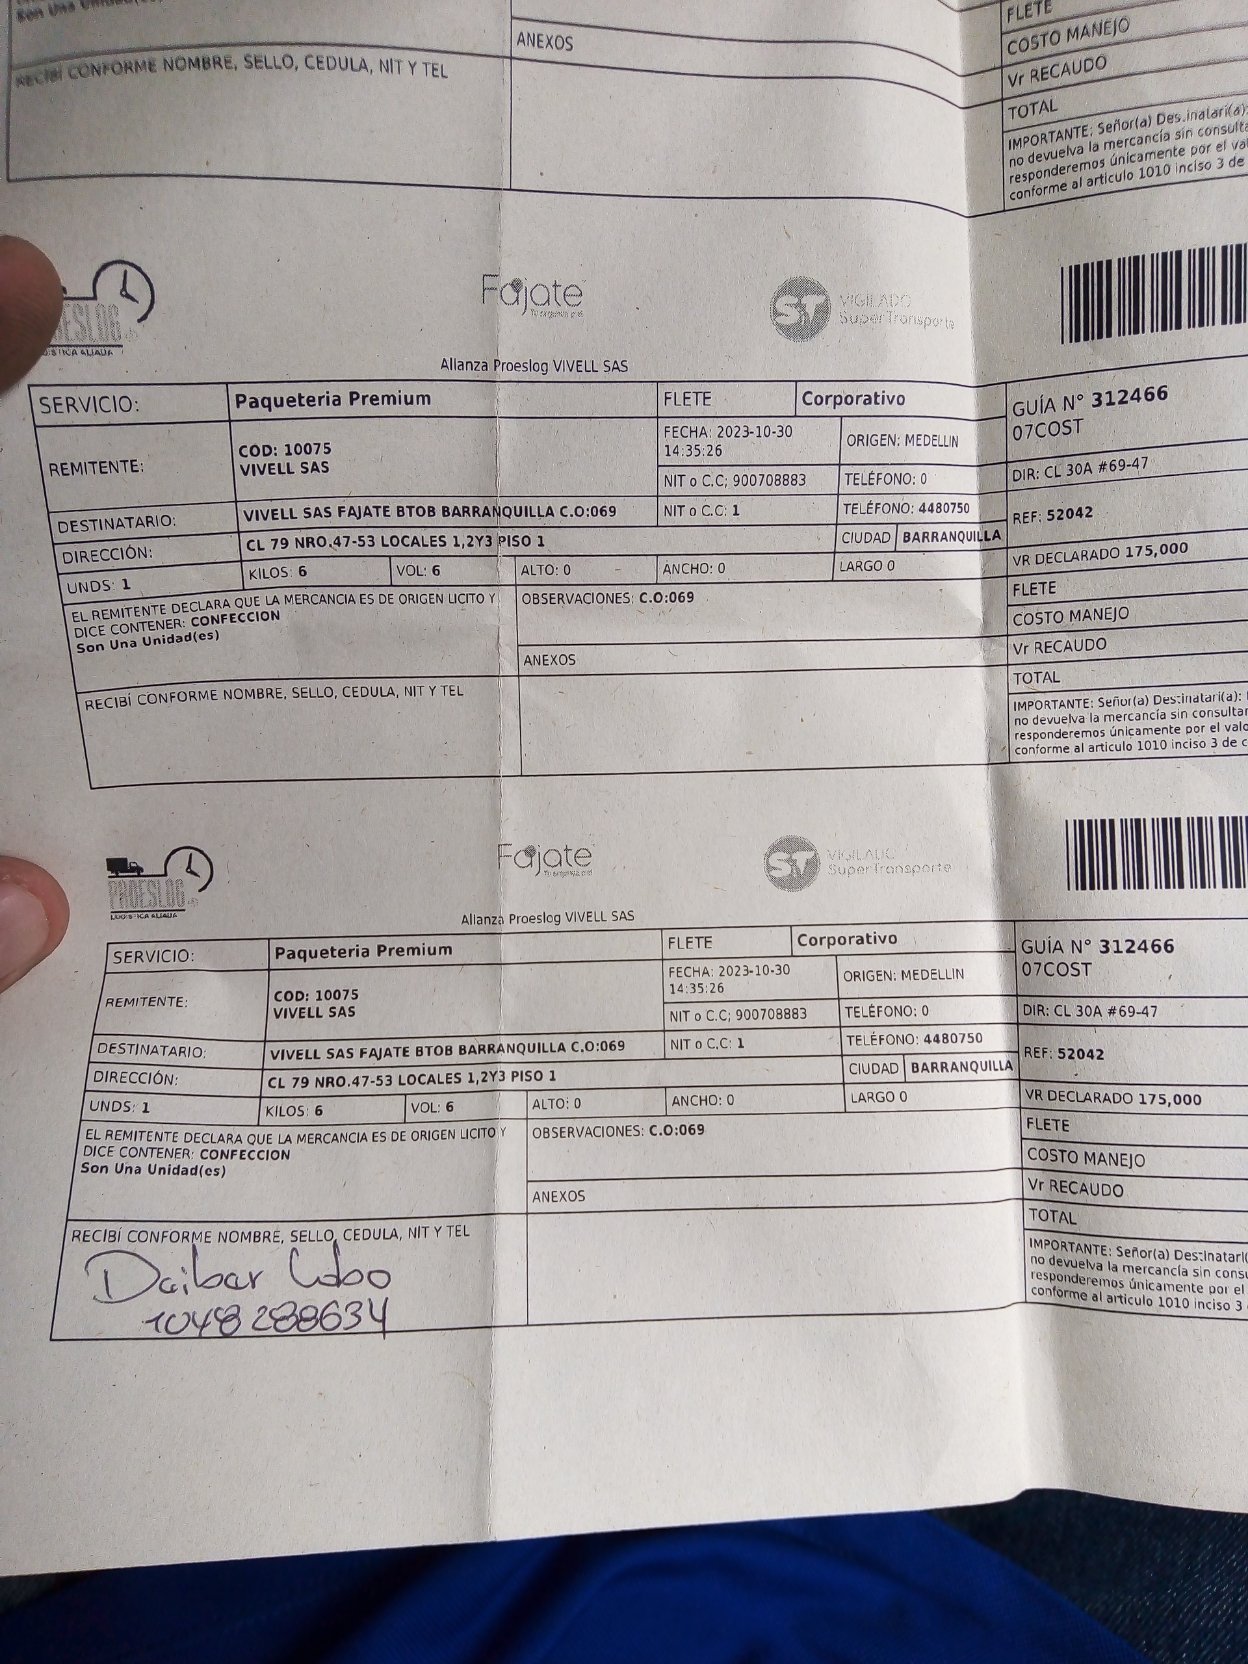 Son Una Unidad(es)
RECIBÍ CONFORME NOMBRE, SELLO, CEDULA, NIT Y TEL
ANEXOS
FLETE
COSTO MANEJO
Vr RECAUDO
TOTAL
IMPORTANTE: Señor(a) Destinatari(a):
no devuelva la mercancía sin consulta
responderemos únicamente por el va
conforme al articulo 1010 inciso 3 de
Fajate
ST VIGILADO
SuperTransporte
Alianza Proeslog VIVELL SAS
SERVICIO: Paqueteria Premium FLETE Corporativo
GUÍA N° 312466
07COST
REMITENTE: COD: 10075
VIVELL SAS
FECHA: 2023-10-30
14:35:26
ORIGEN: MEDELLIN
NIT o C.C; 900708883 TELÉFONO: 0
DIR: CL 30A #69-47
DESTINATARIO: VIVELL SAS FAJATE BTOB BARRANQUILLA C.O:069 NIT o C.C: 1 TELÉFONO: 4480750
REF: 52042
DIRECCIÓN: CL 79 NRO.47-53 LOCALES 1,2Y3 PISO 1 CIUDAD BARRANQUILLA
UNDS: 1 KILOS: 6 VOL: 6 ALTO: 0 ANCHO: 0 LARGO 0
VR DECLARADO 175,000
EL REMITENTE DECLARA QUE LA MERCANCIA ES DE ORIGEN LICITO Y
DICE CONTENER: CONFECCION
Son Una Unidad(es)
OBSERVACIONES: C.O:069
ANEXOS
FLETE
COSTO MANEJO
Vr RECAUDO
TOTAL
RECIBÍ CONFORME NOMBRE, SELLO, CEDULA, NIT Y TEL
IMPORTANTE: Señor(a) Destinatari(a):
no devuelva la mercancía sin consultar
responderemos únicamente por el valo
conforme al articulo 1010 inciso 3 de c
PROESLOG
LOGISTICA ALIADA
Fajate
ST VIGILADO
SuperTransporte
Alianza Proeslog VIVELL SAS
SERVICIO: Paqueteria Premium FLETE Corporativo
GUÍA N° 312466
07COST
REMITENTE: COD: 10075
VIVELL SAS
FECHA: 2023-10-30
14:35:26
ORIGEN: MEDELLIN
NIT o C.C; 900708883 TELÉFONO: 0
DIR: CL 30A #69-47
DESTINATARIO: VIVELL SAS FAJATE BTOB BARRANQUILLA C.O:069 NIT o C.C: 1 TELÉFONO: 4480750
REF: 52042
DIRECCIÓN: CL 79 NRO.47-53 LOCALES 1,2Y3 PISO 1 CIUDAD BARRANQUILLA
UNDS: 1 KILOS: 6 VOL: 6 ALTO: 0 ANCHO: 0 LARGO 0
VR DECLARADO 175,000
EL REMITENTE DECLARA QUE LA MERCANCIA ES DE ORIGEN LICITO Y
DICE CONTENER: CONFECCION
Son Una Unidad(es)
OBSERVACIONES: C.O:069
ANEXOS
FLETE
COSTO MANEJO
Vr RECAUDO
TOTAL
RECIBÍ CONFORME NOMBRE, SELLO, CEDULA, NIT Y TEL
Daibar Cobo
1048288634
IMPORTANTE: Señor(a) Destinatari(
no devuelva la mercancía sin consu
responderemos únicamente por el
conforme al articulo 1010 inciso 3